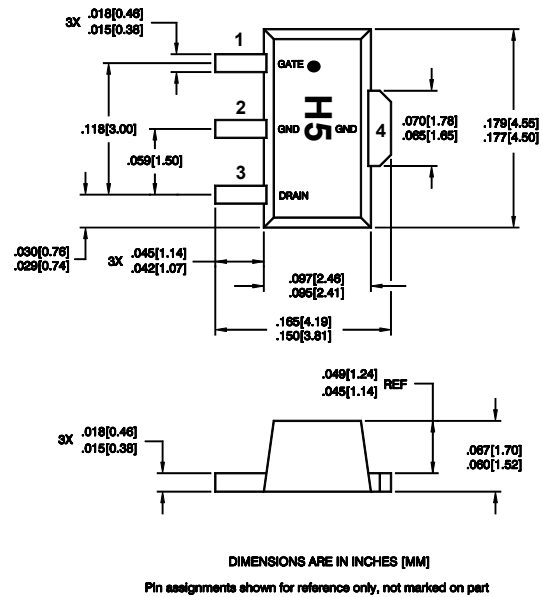 3X .018[0.46]
.015[0.38]
1
GATE
.118[3.00]
2
GND H5 GND
4
.070[1.78]
.065[1.65]
.179[4.55]
.177[4.50]
.059[1.50]
3
DRAIN
.030[0.76]
.029[0.74]
3X .045[1.14]
.042[1.07]
.097[2.46]
.095[2.41]
.165[4.19]
.150[3.81]
.049[1.24]
.045[1.14] REF
3X .018[0.46]
.015[0.38]
.067[1.70]
.060[1.52]
DIMENSIONS ARE IN INCHES [MM]
Pin assignments shown for reference only, not marked on part